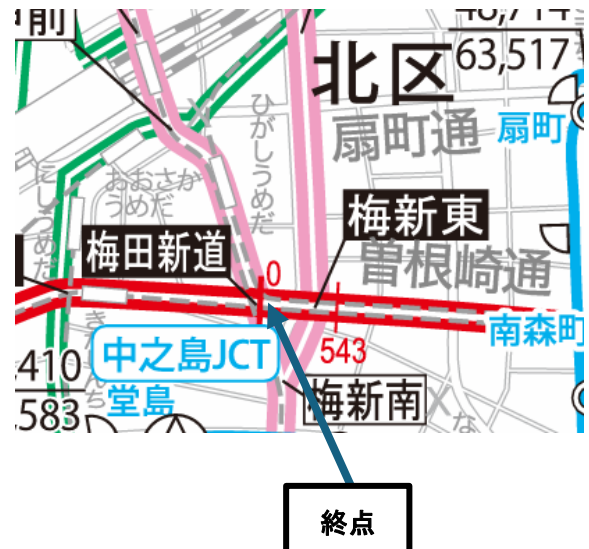 前
48,714
63,517
北区
扇町通
扇町
ひがしうめだ
にしうめだ
おおさか
うめだ
梅新東
梅田新道
0
曽根崎通
543
南森町
中之島JCT
堂島
410
583
梅新南
終点